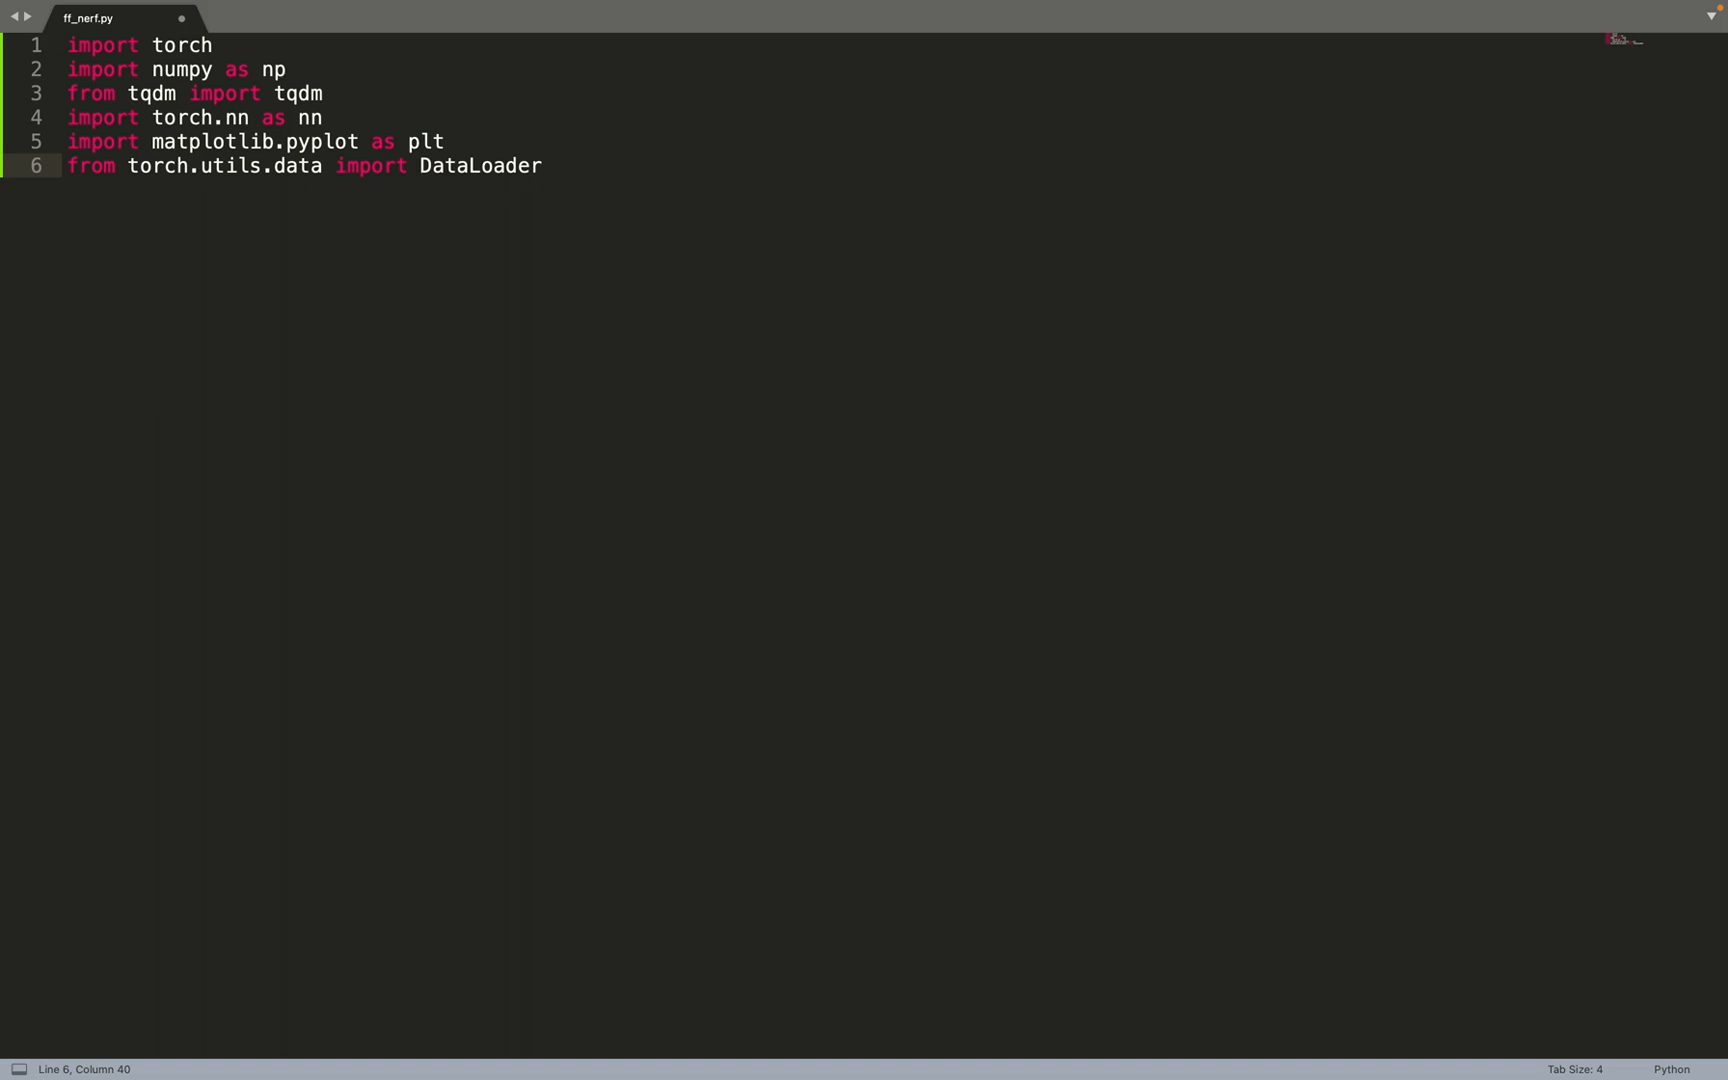 ff_nerf.py
1 import torch
2 import numpy as np
3 from tqdm import tqdm
4 import torch.nn as nn
5 import matplotlib.pyplot as plt
6 from torch.utils.data import DataLoader
Line 6, Column 40
Tab Size: 4
Python